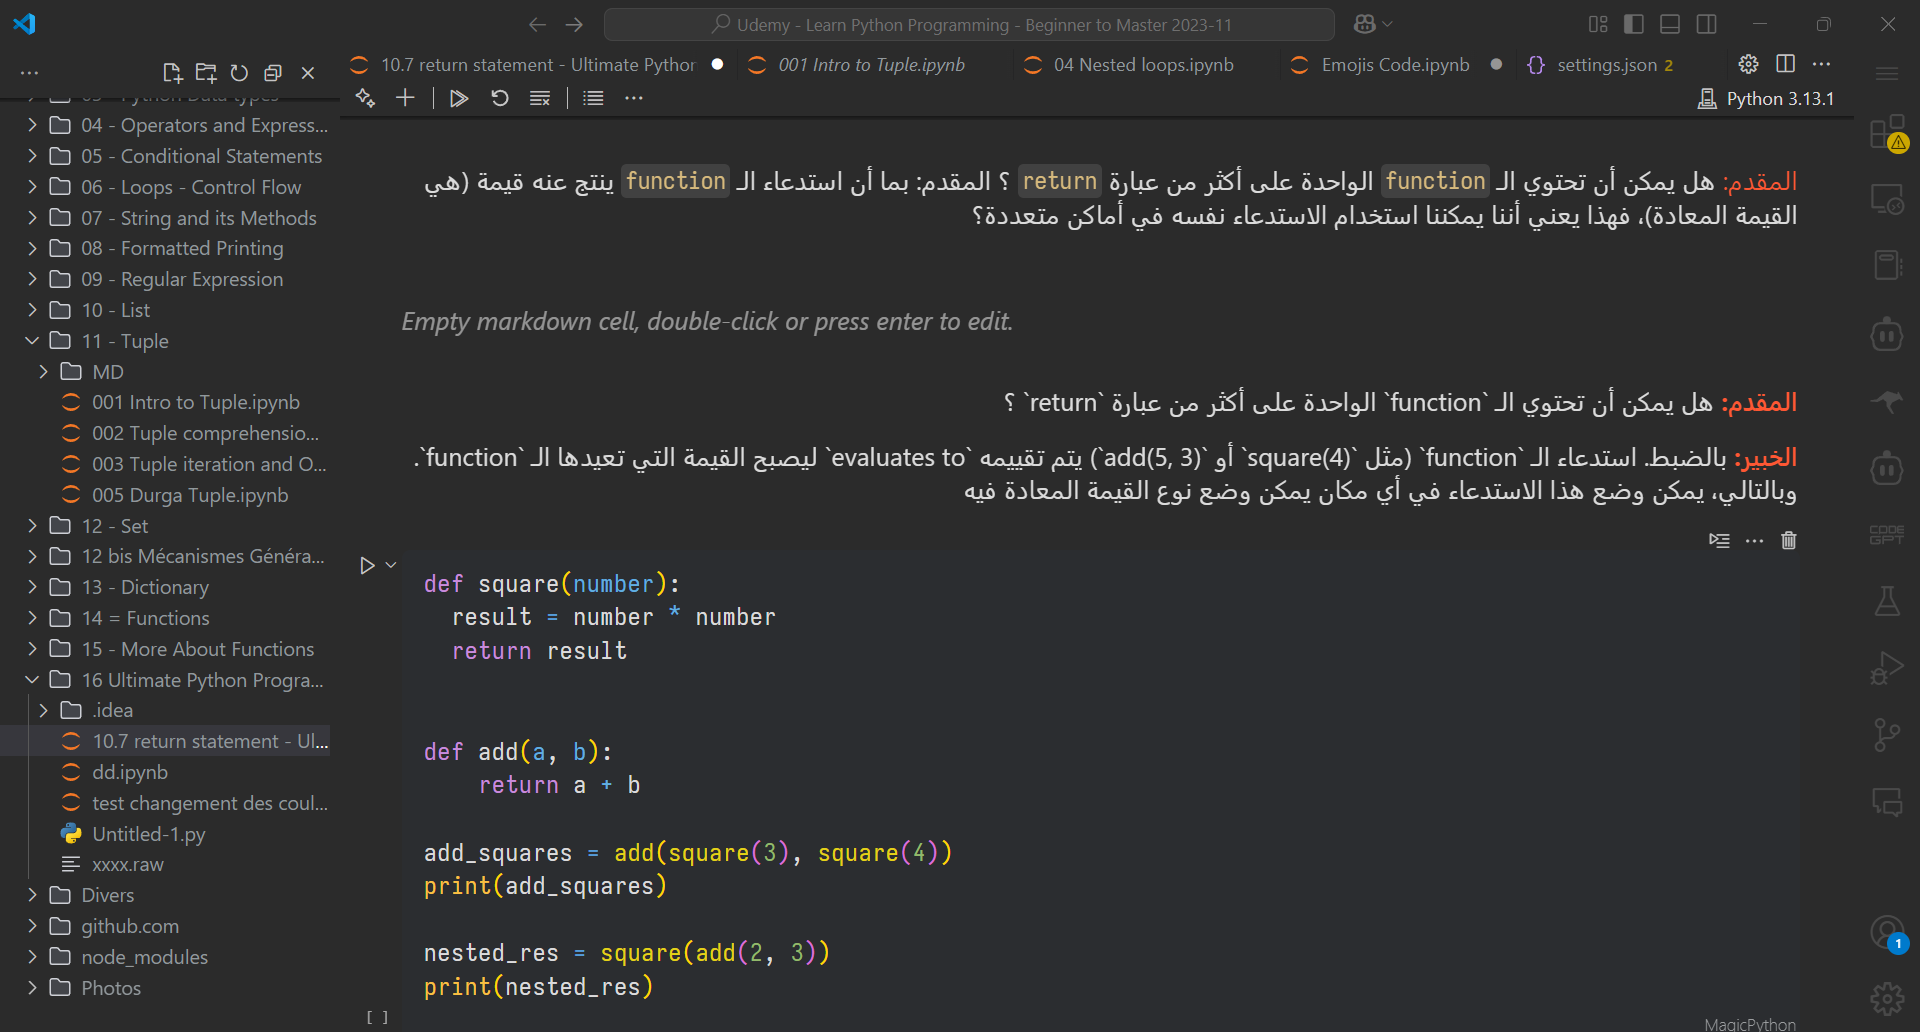 Udemy - Learn Python Programming - Beginner to Master 2023-11
10.7 return statement - Ultimate Pythor
001 Intro to Tuple.ipynb
04 Nested loops.ipynb
Emojis Code.ipynb
settings.json 2
Python 3.13.1
04 - Operators and Express...
05 - Conditional Statements
06 - Loops - Control Flow
07 - String and its Methods
08 - Formatted Printing
09 - Regular Expression
10 - List
11 - Tuple
MD
001 Intro to Tuple.ipynb
002 Tuple comprehensio...
003 Tuple iteration and O...
005 Durga Tuple.ipynb
12 - Set
12 bis Mécanismes Généra...
13 - Dictionary
14 = Functions
15 - More About Functions
16 Ultimate Python Progra...
.idea
10.7 return statement - Ul...
dd.ipynb
test changement des coul...
Untitled-1.py
xxxx.raw
Divers
github.com
node_modules
Photos
المقدم: هل يمكن أن تحتوي الـ function الواحدة على أكثر من عبارة return ؟ المقدم: بما أن استدعاء الـ function ينتج عنه قيمة (هي
القيمة المعادة)، فهذا يعني أننا يمكننا استخدام الاستدعاء نفسه في أماكن متعددة؟
Empty markdown cell, double-click or press enter to edit.
المقدم: هل يمكن أن تحتوي الـ `function` الواحدة على أكثر من عبارة `return` ؟
الخبير: بالضبط. استدعاء الـ `function` (مثل `square(4)` أو `add(5, 3)`) يتم تقييمه `evaluates to` ليصبح القيمة التي تعيدها الـ `function`.
وبالتالي، يمكن وضع هذا الاستدعاء في أي مكان يمكن وضع نوع القيمة المعادة فيه
def square(number):
result = number * number
return result
def add(a, b):
return a + b
add_squares = add(square(3), square(4))
print(add_squares)
nested_res = square(add(2, 3))
print(nested_res)
[ ]
MagicPython
CODE
GPT
1